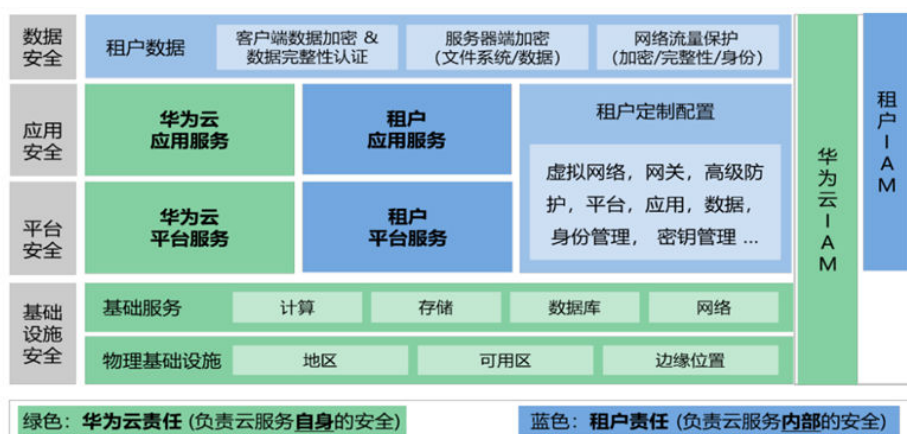 数据
安全
租户数据
客户端数据加密 &
数据完整性认证
服务器端加密
(文件系统/数据)
网络流量保护
(加密/完整性/身份)
应用
安全
华为云
应用服务
租户
应用服务
租户定制配置
虚拟网络，网关，高级防
护，平台，应用，数据，
身份管理， 密钥管理 ...
平台
安全
华为云
平台服务
租户
平台服务
基础
设施
安全
基础服务
计算
存储
数据库
网络
物理基础设施
地区
可用区
边缘位置
华为云IAM
租户IAM
绿色：华为云责任 (负责云服务自身的安全)
蓝色：租户责任 (负责云服务内部的安全)